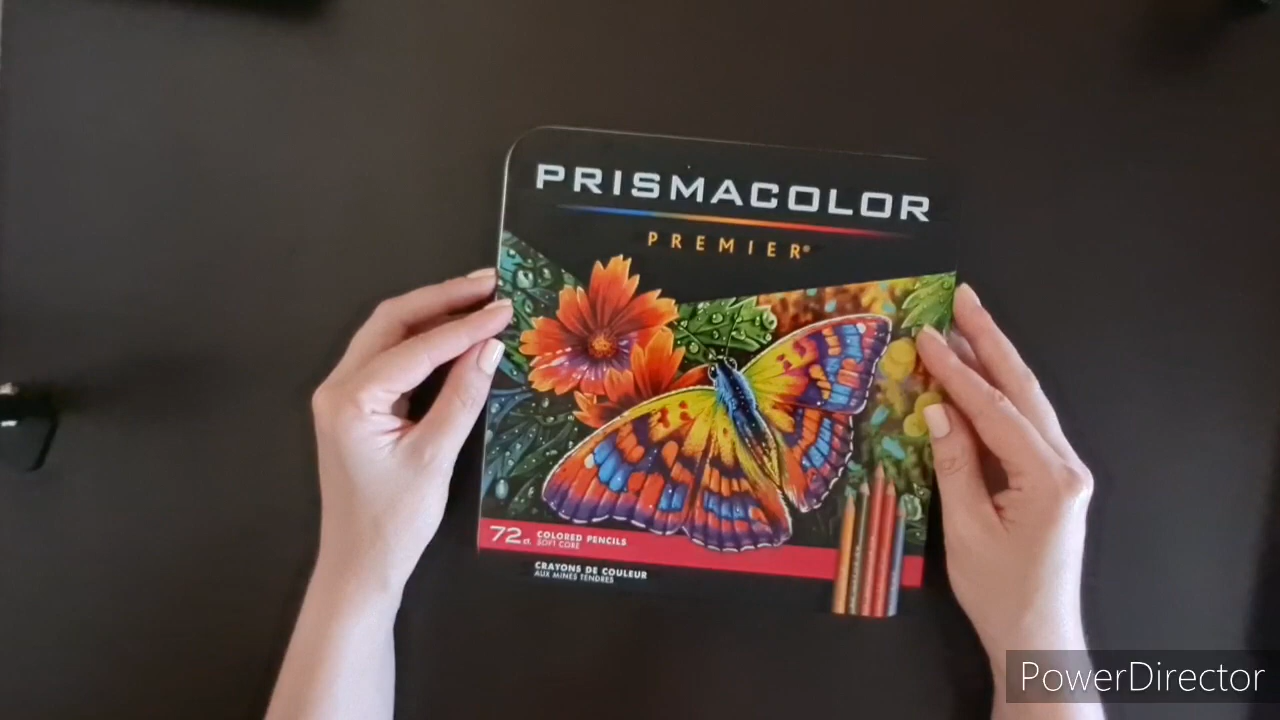 PRISMACOLOR
PREMIER®
72 ct. COLORED PENCILS
SOFT CORE
CRAYONS DE COULEUR
AUX MINES TENDRES
PowerDirector